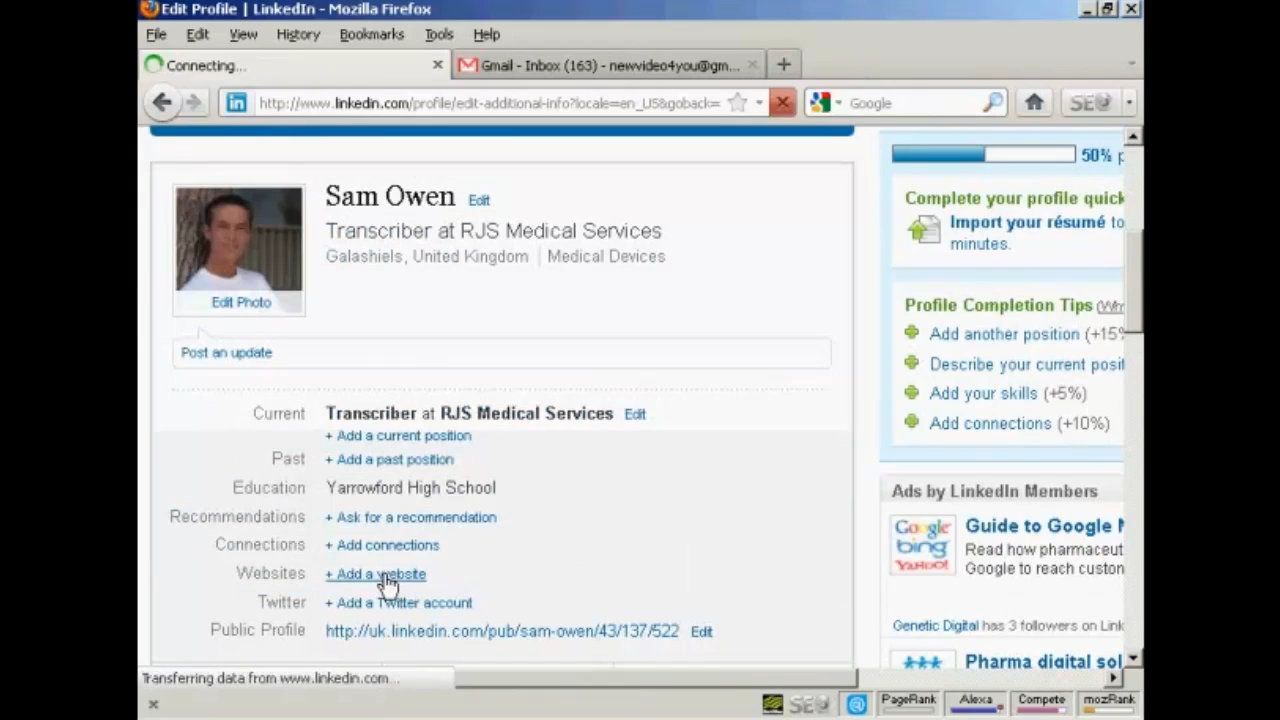 Edit Profile | LinkedIn - Mozilla Firefox
File Edit View History Bookmarks Tools Help
Connecting...
Gmail - Inbox (163) - newvideo4you@gm...
http://www.linkedin.com/profile/edit-additional-info?locale=en_US&goback=
Google
50% p
Complete your profile quick
Import your résumé to
minutes.
Sam Owen Edit
Transcriber at RJS Medical Services
Galashiels, United Kingdom | Medical Devices
Edit Photo
Post an update
Profile Completion Tips
Add another position (+15%
Describe your current posit
Add your skills (+5%)
Add connections (+10%)
Current Transcriber at RJS Medical Services Edit
+ Add a current position
Past + Add a past position
Education Yarrowford High School
Recommendations + Ask for a recommendation
Connections + Add connections
Websites + Add a website
Twitter + Add a Twitter account
Public Profile http://uk.linkedin.com/pub/sam-owen/43/137/522 Edit
Ads by LinkedIn Members
Google
bing
YAHOO!
Guide to Google
Read how pharmaceut
Google to reach custon
Genetic Digital has 3 followers on Link
Pharma digital sol
Transferring data from www.linkedin.com...
PageRank Alexa Compete mozRank